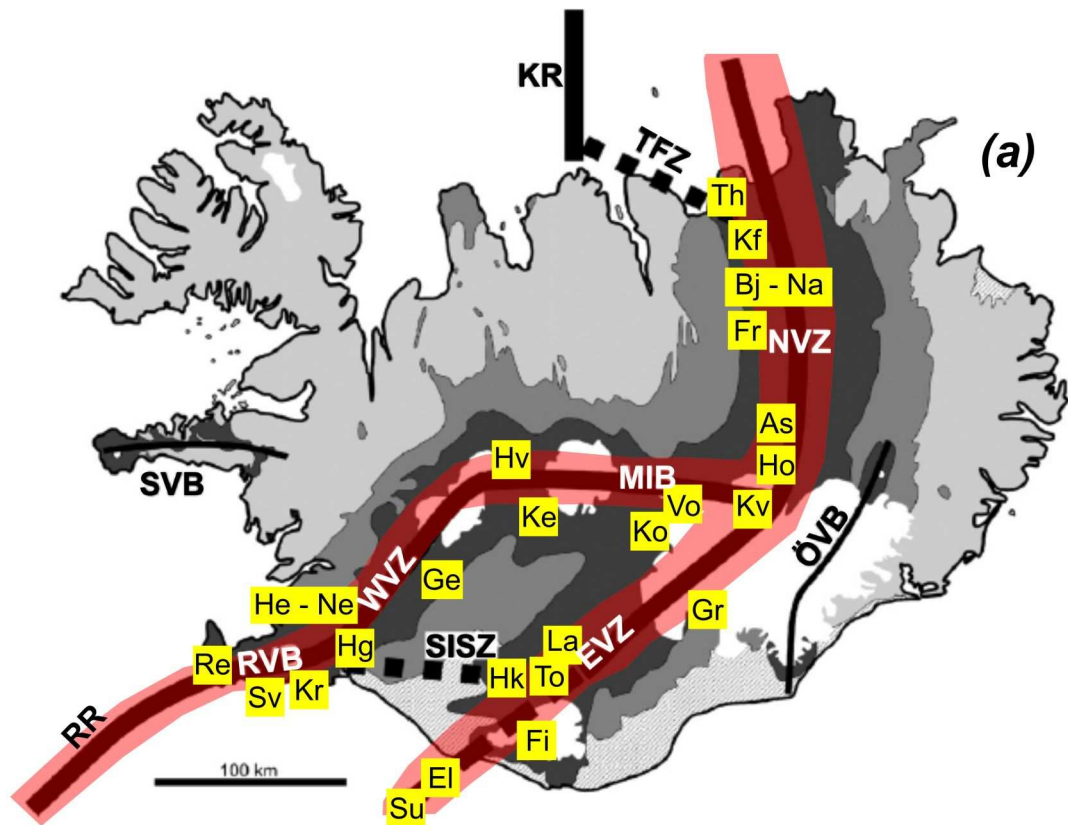 KR
TFZ
(a)
Th
Kf
Bj - Na
Fr
NVZ
As
SVB
Hv
MIB
Ho
Ke
Vo
Kv
Ko
ÖVB
WVZ
Ge
He - Ne
Gr
Hg
SISZ
La
EVZ
Re
RVB
Sv
Kr
Hk
To
RR
Fi
100 km
El
Su